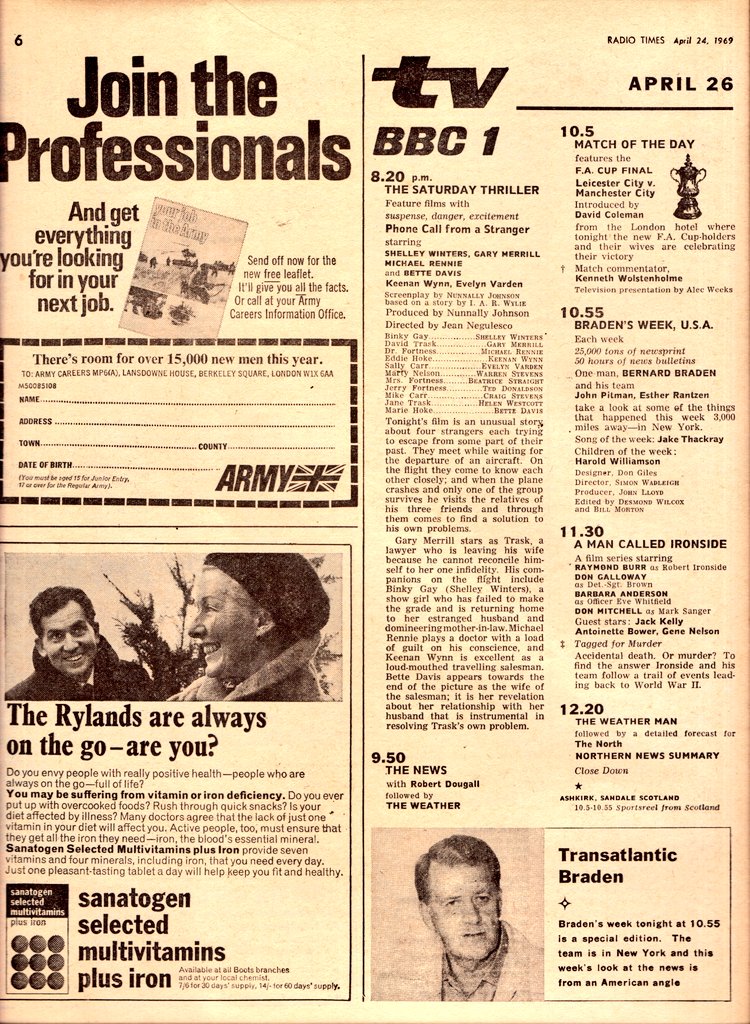 6
RADIO TIMES April 24, 1969
Join the
Professionals
And get
everything
you're looking
for in your
next job.
your job
in the Army
Send off now for the
new free leaflet.
It'll give you all the facts.
Or call at your Army
Careers Information Office.
There's room for over 15,000 new men this year.
TO: ARMY CAREERS MP6(A), LANSDOWNE HOUSE, BERKELEY SQUARE, LONDON W1X 6AA
M50085108
NAME
ADDRESS
TOWN COUNTY
DATE OF BIRTH
(You must be aged 15 for Junior Entry,
17 or over for the Regular Army).
ARMY
The Rylands are always
on the go–are you?
Do you envy people with really positive health—people who are
always on the go—full of life?
You may be suffering from vitamin or iron deficiency. Do you ever
put up with overcooked foods? Rush through quick snacks? Is your
diet affected by illness? Many doctors agree that the lack of just one
vitamin in your diet will affect you. Active people, too, must ensure that
they get all the iron they need—iron, the blood's essential mineral.
Sanatogen Selected Multivitamins plus Iron provide seven
vitamins and four minerals, including iron, that you need every day.
Just one pleasant-tasting tablet a day will help keep you fit and healthy.
sanatogen
selected
multivitamins
plus iron
sanatogen
selected
multivitamins
plus iron
Available at all Boots branches
and at your local chemist.
7/6 for 30 days' supply, 14/- for 60 days' supply.
tv
APRIL 26
BBC 1
8.20 p.m.
THE SATURDAY THRILLER
Feature films with
suspense, danger, excitement
Phone Call from a Stranger
starring
SHELLEY WINTERS, GARY MERRILL
MICHAEL RENNIE
and BETTE DAVIS
Keenan Wynn, Evelyn Varden
Screenplay by NUNNALLY JOHNSON
based on a story by I. A. R. WYLIE
Produced by Nunnally Johnson
Directed by Jean Negulesco
Binky Gay SHELLEY WINTERS
David Trask GARY MERRILL
Dr. Fortness MICHAEL RENNIE
Eddie Hoke KEENAN WYNN
Sally Carr EVELYN VARDEN
Marty Nelson WARREN STEVENS
Mrs. Fortness BEATRICE STRAIGHT
Jerry Fortness TED DONALDSON
Mike Carr CRAIG STEVENS
Jane Trask HELEN WESTCOTT
Marie Hoke BETTE DAVIS
Tonight's film is an unusual story
about four strangers each trying
to escape from some part of their
past. They meet while waiting for
the departure of an aircraft. On
the flight they come to know each
other closely; and when the plane
crashes and only one of the group
survives he visits the relatives of
his three friends and through
them comes to find a solution to
his own problems.
Gary Merrill stars as Trask, a
lawyer who is leaving his wife
because he cannot reconcile him-
self to her one infidelity. His com-
panions on the flight include
Binky Gay (Shelley Winters), a
show girl who has failed to make
the grade and is returning home
to her estranged husband and
domineering mother-in-law. Michael
Rennie plays a doctor with a load
of guilt on his conscience, and
Keenan Wynn is excellent as a
loud-mouthed travelling salesman.
Bette Davis appears towards the
end of the picture as the wife of
the salesman; it is her revelation
about her relationship with her
husband that is instrumental in
resolving Trask's own problem.
9.50
THE NEWS
with Robert Dougall
followed by
THE WEATHER
10.5
MATCH OF THE DAY
features the
F.A. CUP FINAL
Leicester City v.
Manchester City
Introduced by
David Coleman
from the London hotel where
tonight the new F.A. Cup-holders
and their wives are celebrating
their victory
† Match commentator,
Kenneth Wolstenholme
Television presentation by Alec Weeks
10.55
BRADEN'S WEEK, U.S.A.
Each week
25,000 tons of newsprint
50 hours of news bulletins
One-man, BERNARD BRADEN
and his team
John Pitman, Esther Rantzen
take a look at some of the things
that happened this week 3,000
miles away—in New York.
Song of the week: Jake Thackray
Children of the week:
Harold Williamson
Designer, Don Giles
Director, SIMON WADLEIGH
Producer, JOHN LLOYD
Edited by DESMOND WILCOX
and BILL MORTON
11.30
A MAN CALLED IRONSIDE
A film series starring
RAYMOND BURR as Robert Ironside
DON GALLOWAY
as Det.-Sgt. Brown
BARBARA ANDERSON
as Officer Eve Whitfield
DON MITCHELL as Mark Sanger
Guest stars: Jack Kelly
Antoinette Bower, Gene Nelson
‡ Tagged for Murder
Accidental death. Or murder? To
find the answer Ironside and his
team follow a trail of events lead-
ing back to World War II.
12.20
THE WEATHER MAN
followed by a detailed forecast for
The North
NORTHERN NEWS SUMMARY
Close Down
★
ASHKIRK, SANDALE SCOTLAND
10.5-10.55 Sportsreel from Scotland
Transatlantic
Braden
Braden's week tonight at 10.55
is a special edition. The
team is in New York and this
week's look at the news is
from an American angle